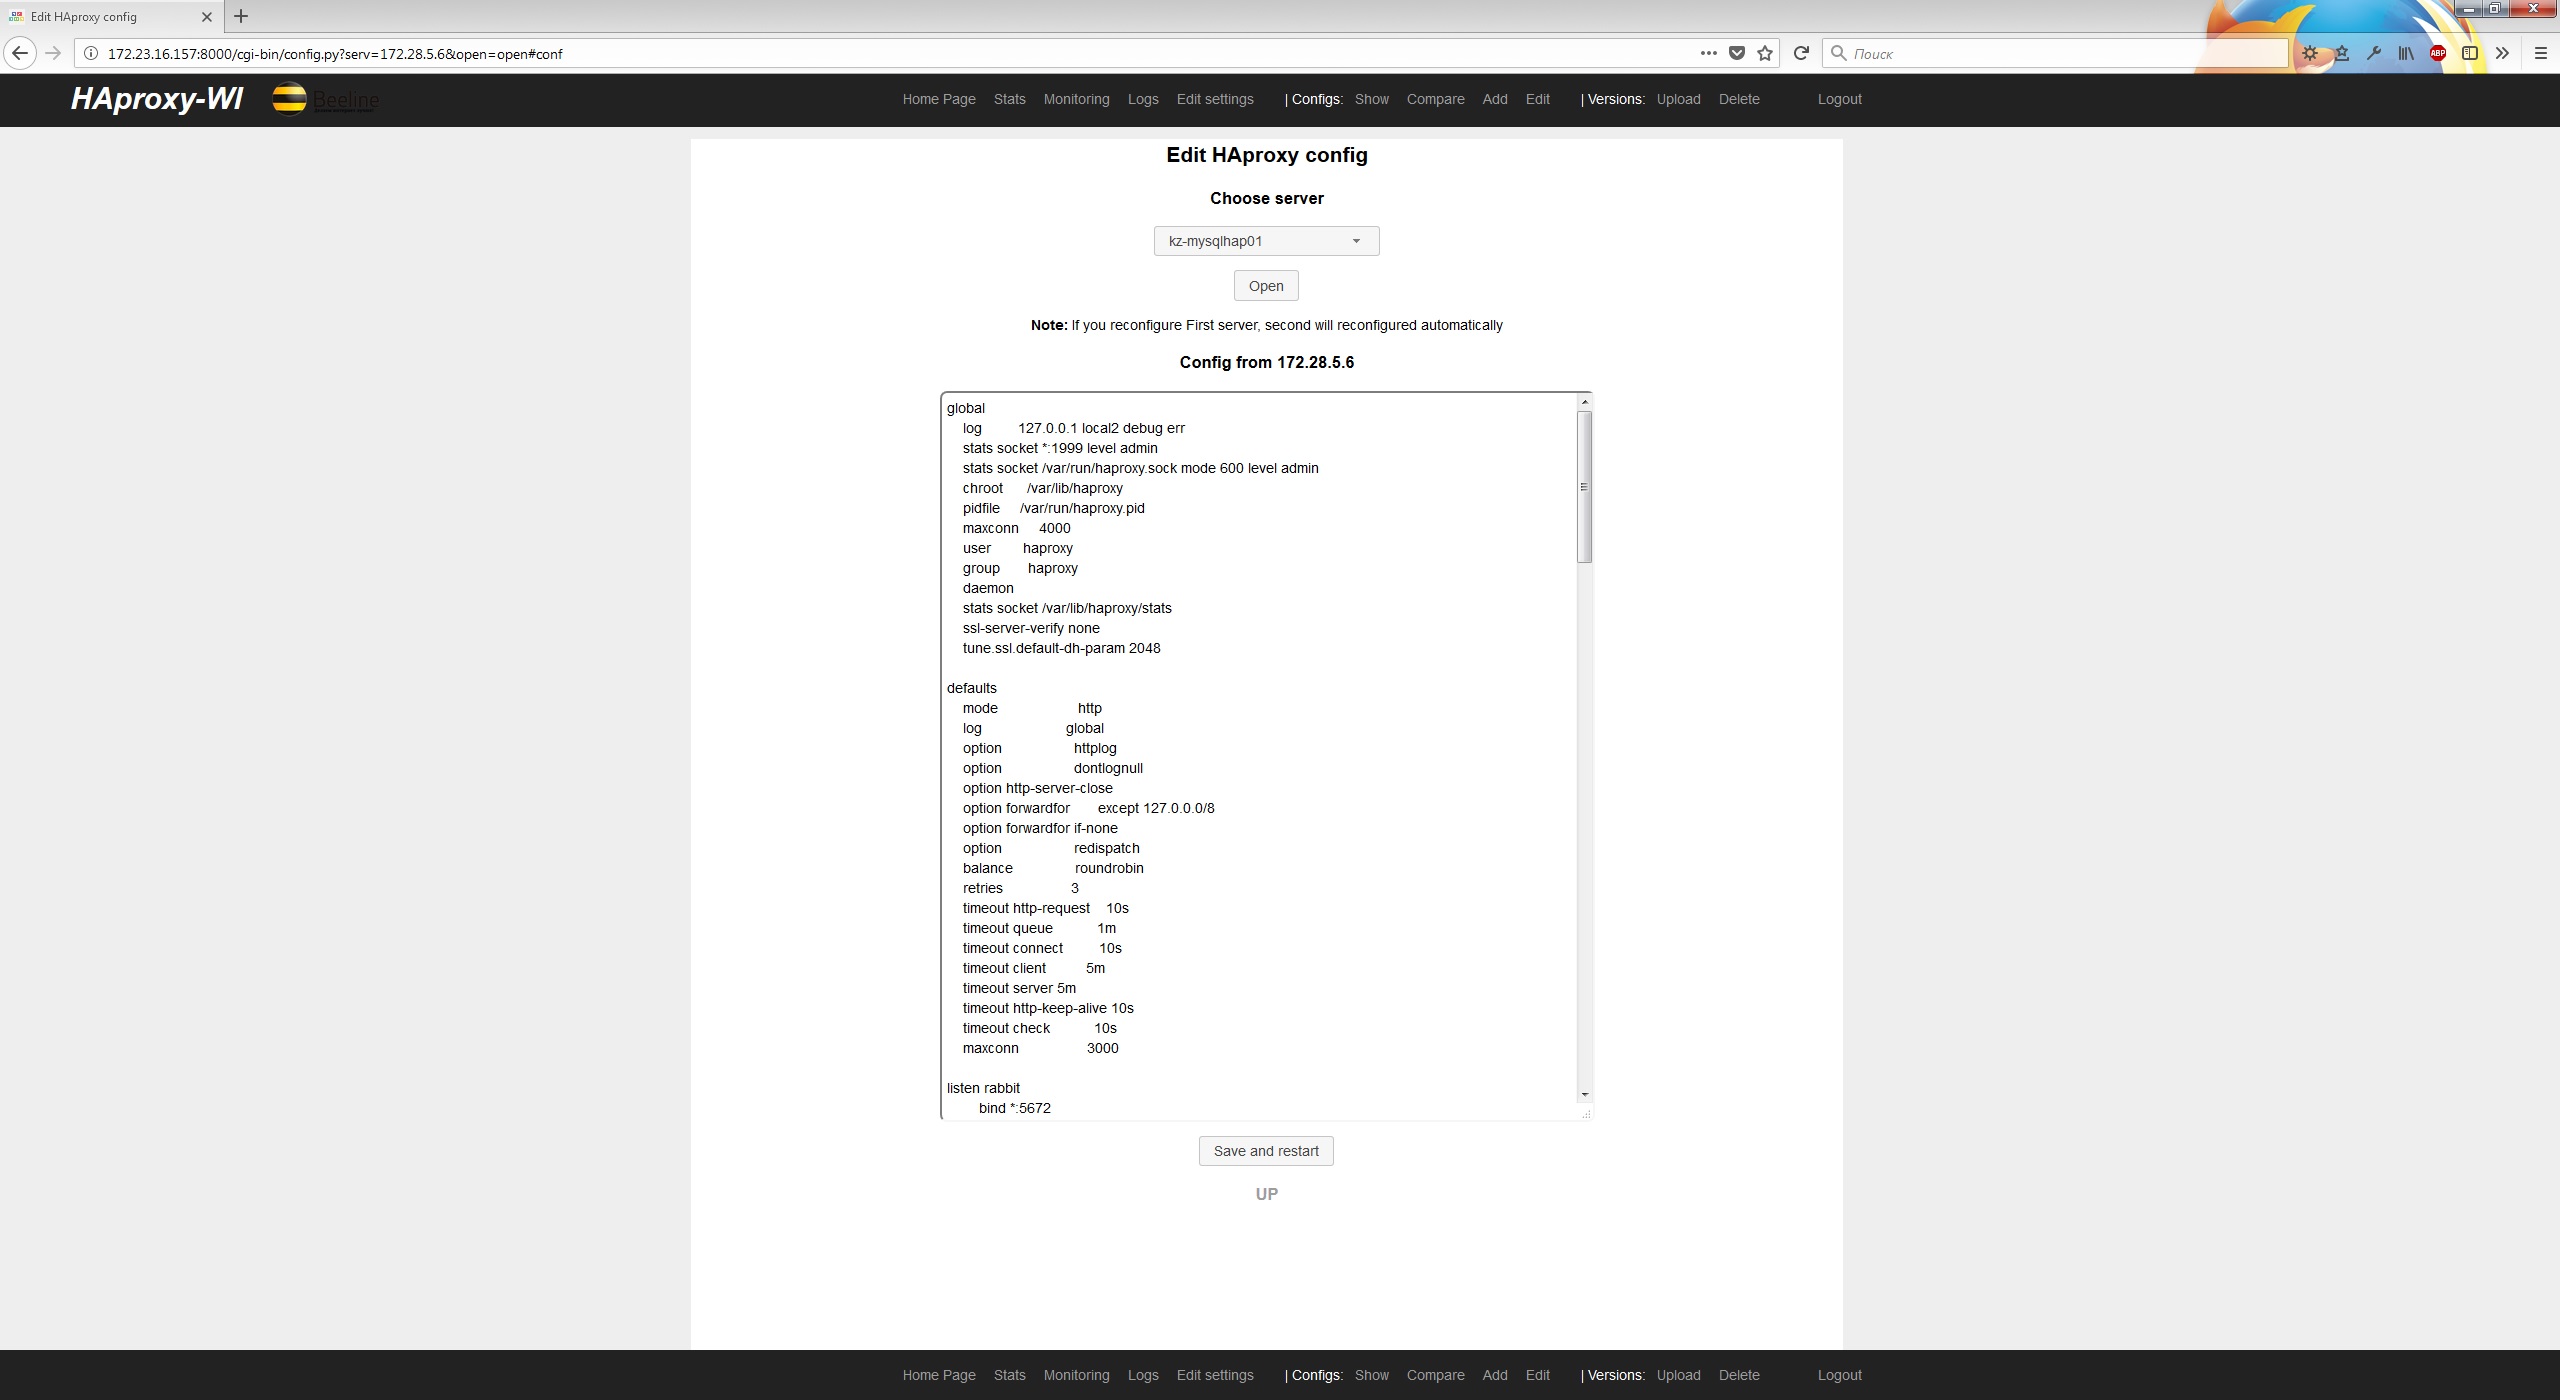 Edit HAproxy config
172.23.16.157:8000/cgi-bin/config.py?serv=172.28.5.6&open=open#conf
Поиск
ABP
HAproxy-WI
Beeline
Home Page Stats Monitoring Logs Edit settings | Configs: Show Compare Add Edit | Versions: Upload Delete Logout
Edit HAproxy config
Choose server
kz-mysqlhap01
Open
Note: If you reconfigure First server, second will reconfigured automatically
Config from 172.28.5.6
global
log 127.0.0.1 local2 debug err
stats socket *:1999 level admin
stats socket /var/run/haproxy.sock mode 600 level admin
chroot /var/lib/haproxy
pidfile /var/run/haproxy.pid
maxconn 4000
user haproxy
group haproxy
daemon
stats socket /var/lib/haproxy/stats
ssl-server-verify none
tune.ssl.default-dh-param 2048
defaults
mode http
log global
option httplog
option dontlognull
option http-server-close
option forwardfor except 127.0.0.0/8
option forwardfor if-none
option redispatch
balance roundrobin
retries 3
timeout http-request 10s
timeout queue 1m
timeout connect 10s
timeout client 5m
timeout server 5m
timeout http-keep-alive 10s
timeout check 10s
maxconn 3000
listen rabbit
bind *:5672
Save and restart
UP
Home Page Stats Monitoring Logs Edit settings | Configs: Show Compare Add Edit | Versions: Upload Delete Logout